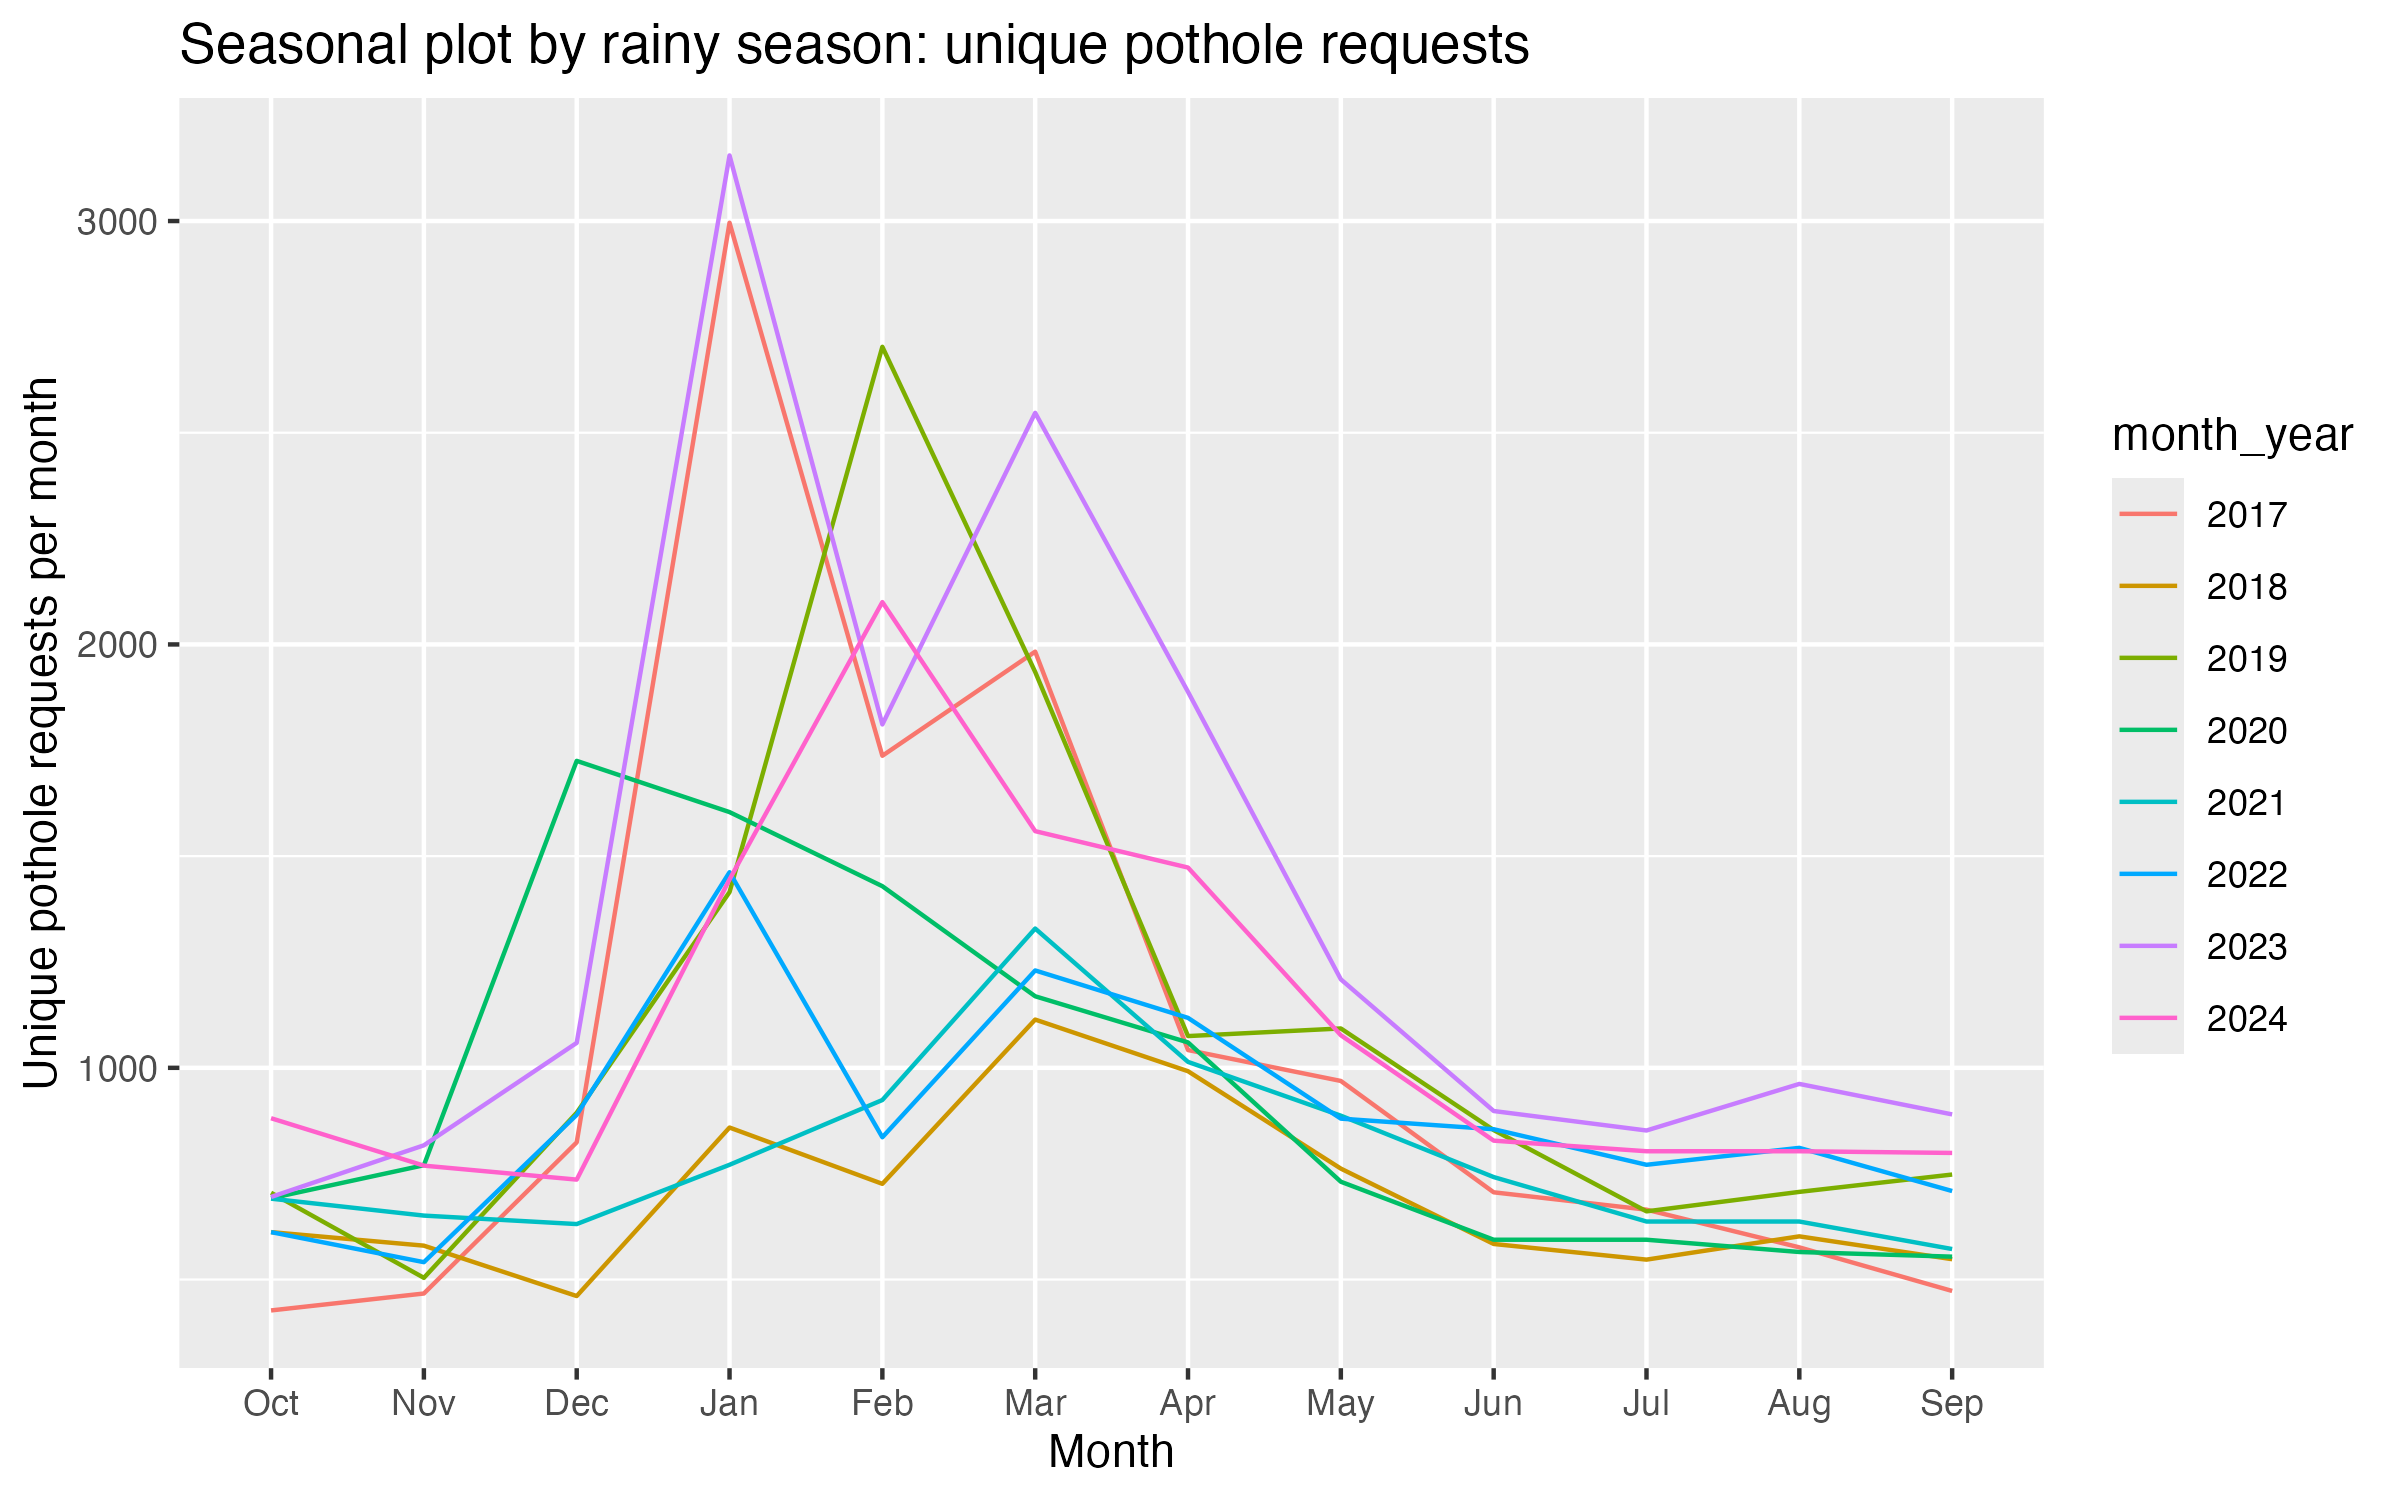 Seasonal plot by rainy season: unique pothole requests
Unique pothole requests per month
3000
2000
1000
Oct Nov Dec Jan Feb Mar Apr May Jun Jul Aug Sep
Month
month_year
2017
2018
2019
2020
2021
2022
2023
2024